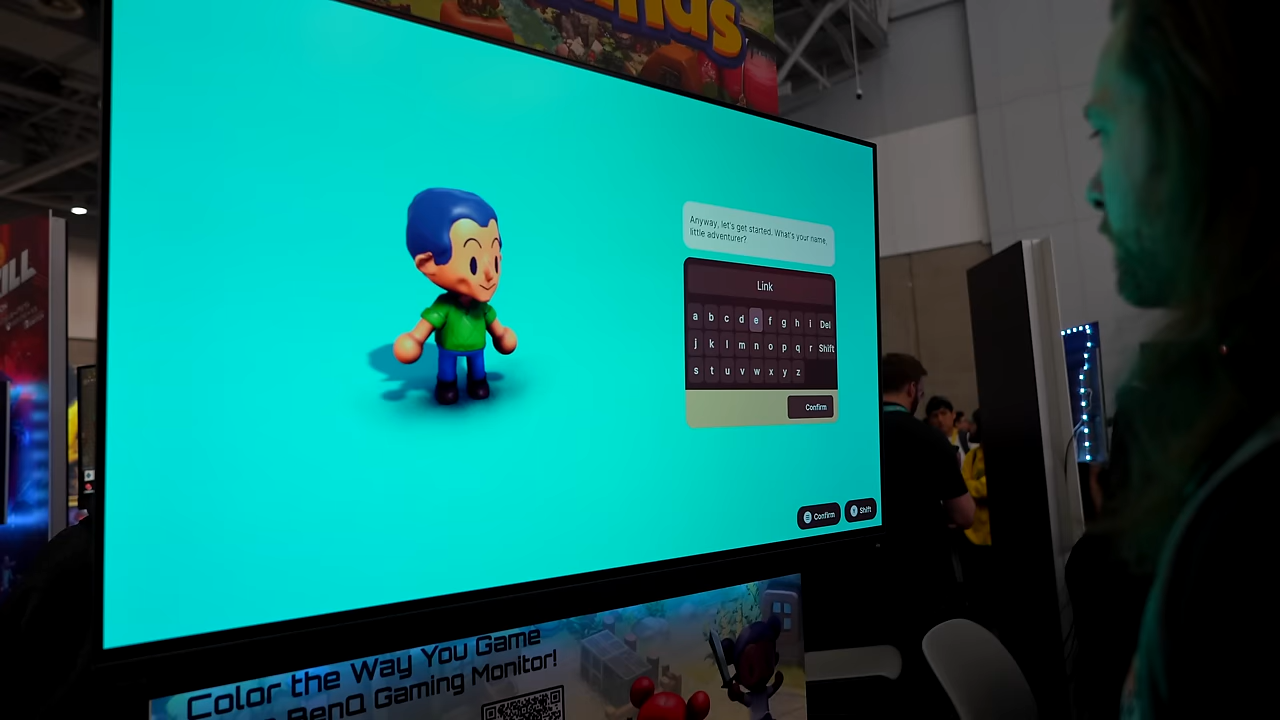 Anyway, let's get started. What's your name,
little adventurer?
Link
a b c d e f g h i Del
j k l m n o p q r Shift
s t u v w x y z
Confirm
Confirm
Shift
Color the Way You Game
BenQ Gaming Monitor!